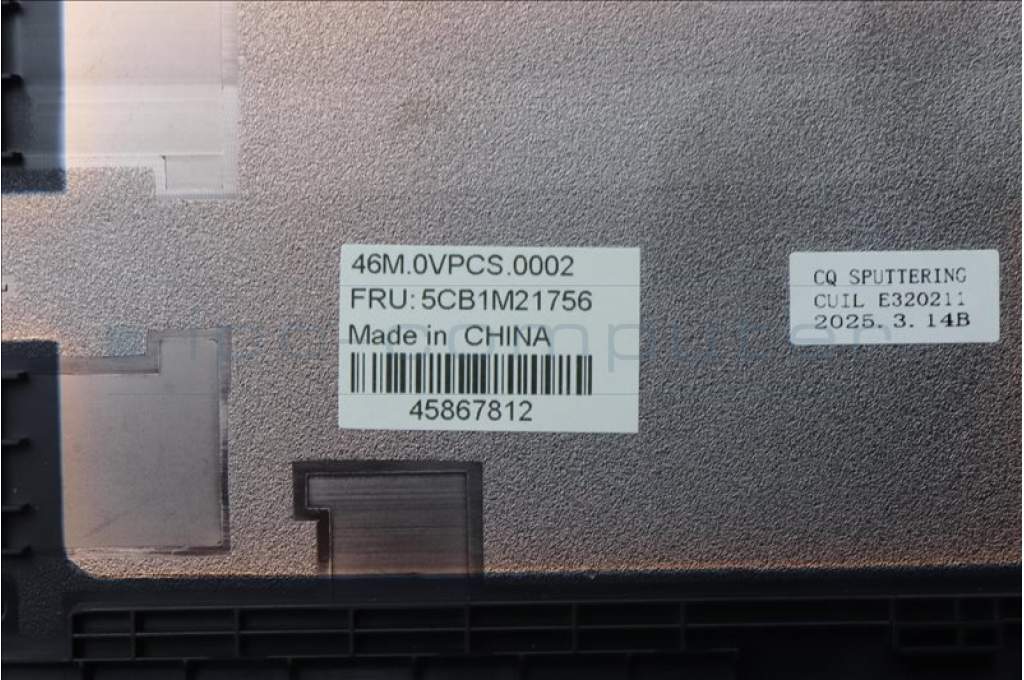 46M.0VPCS.0002
FRU: 5CB1M21756
Made in CHINA
45867812
CQ SPUTTERING
CUIL E320211
2025. 3. 14B